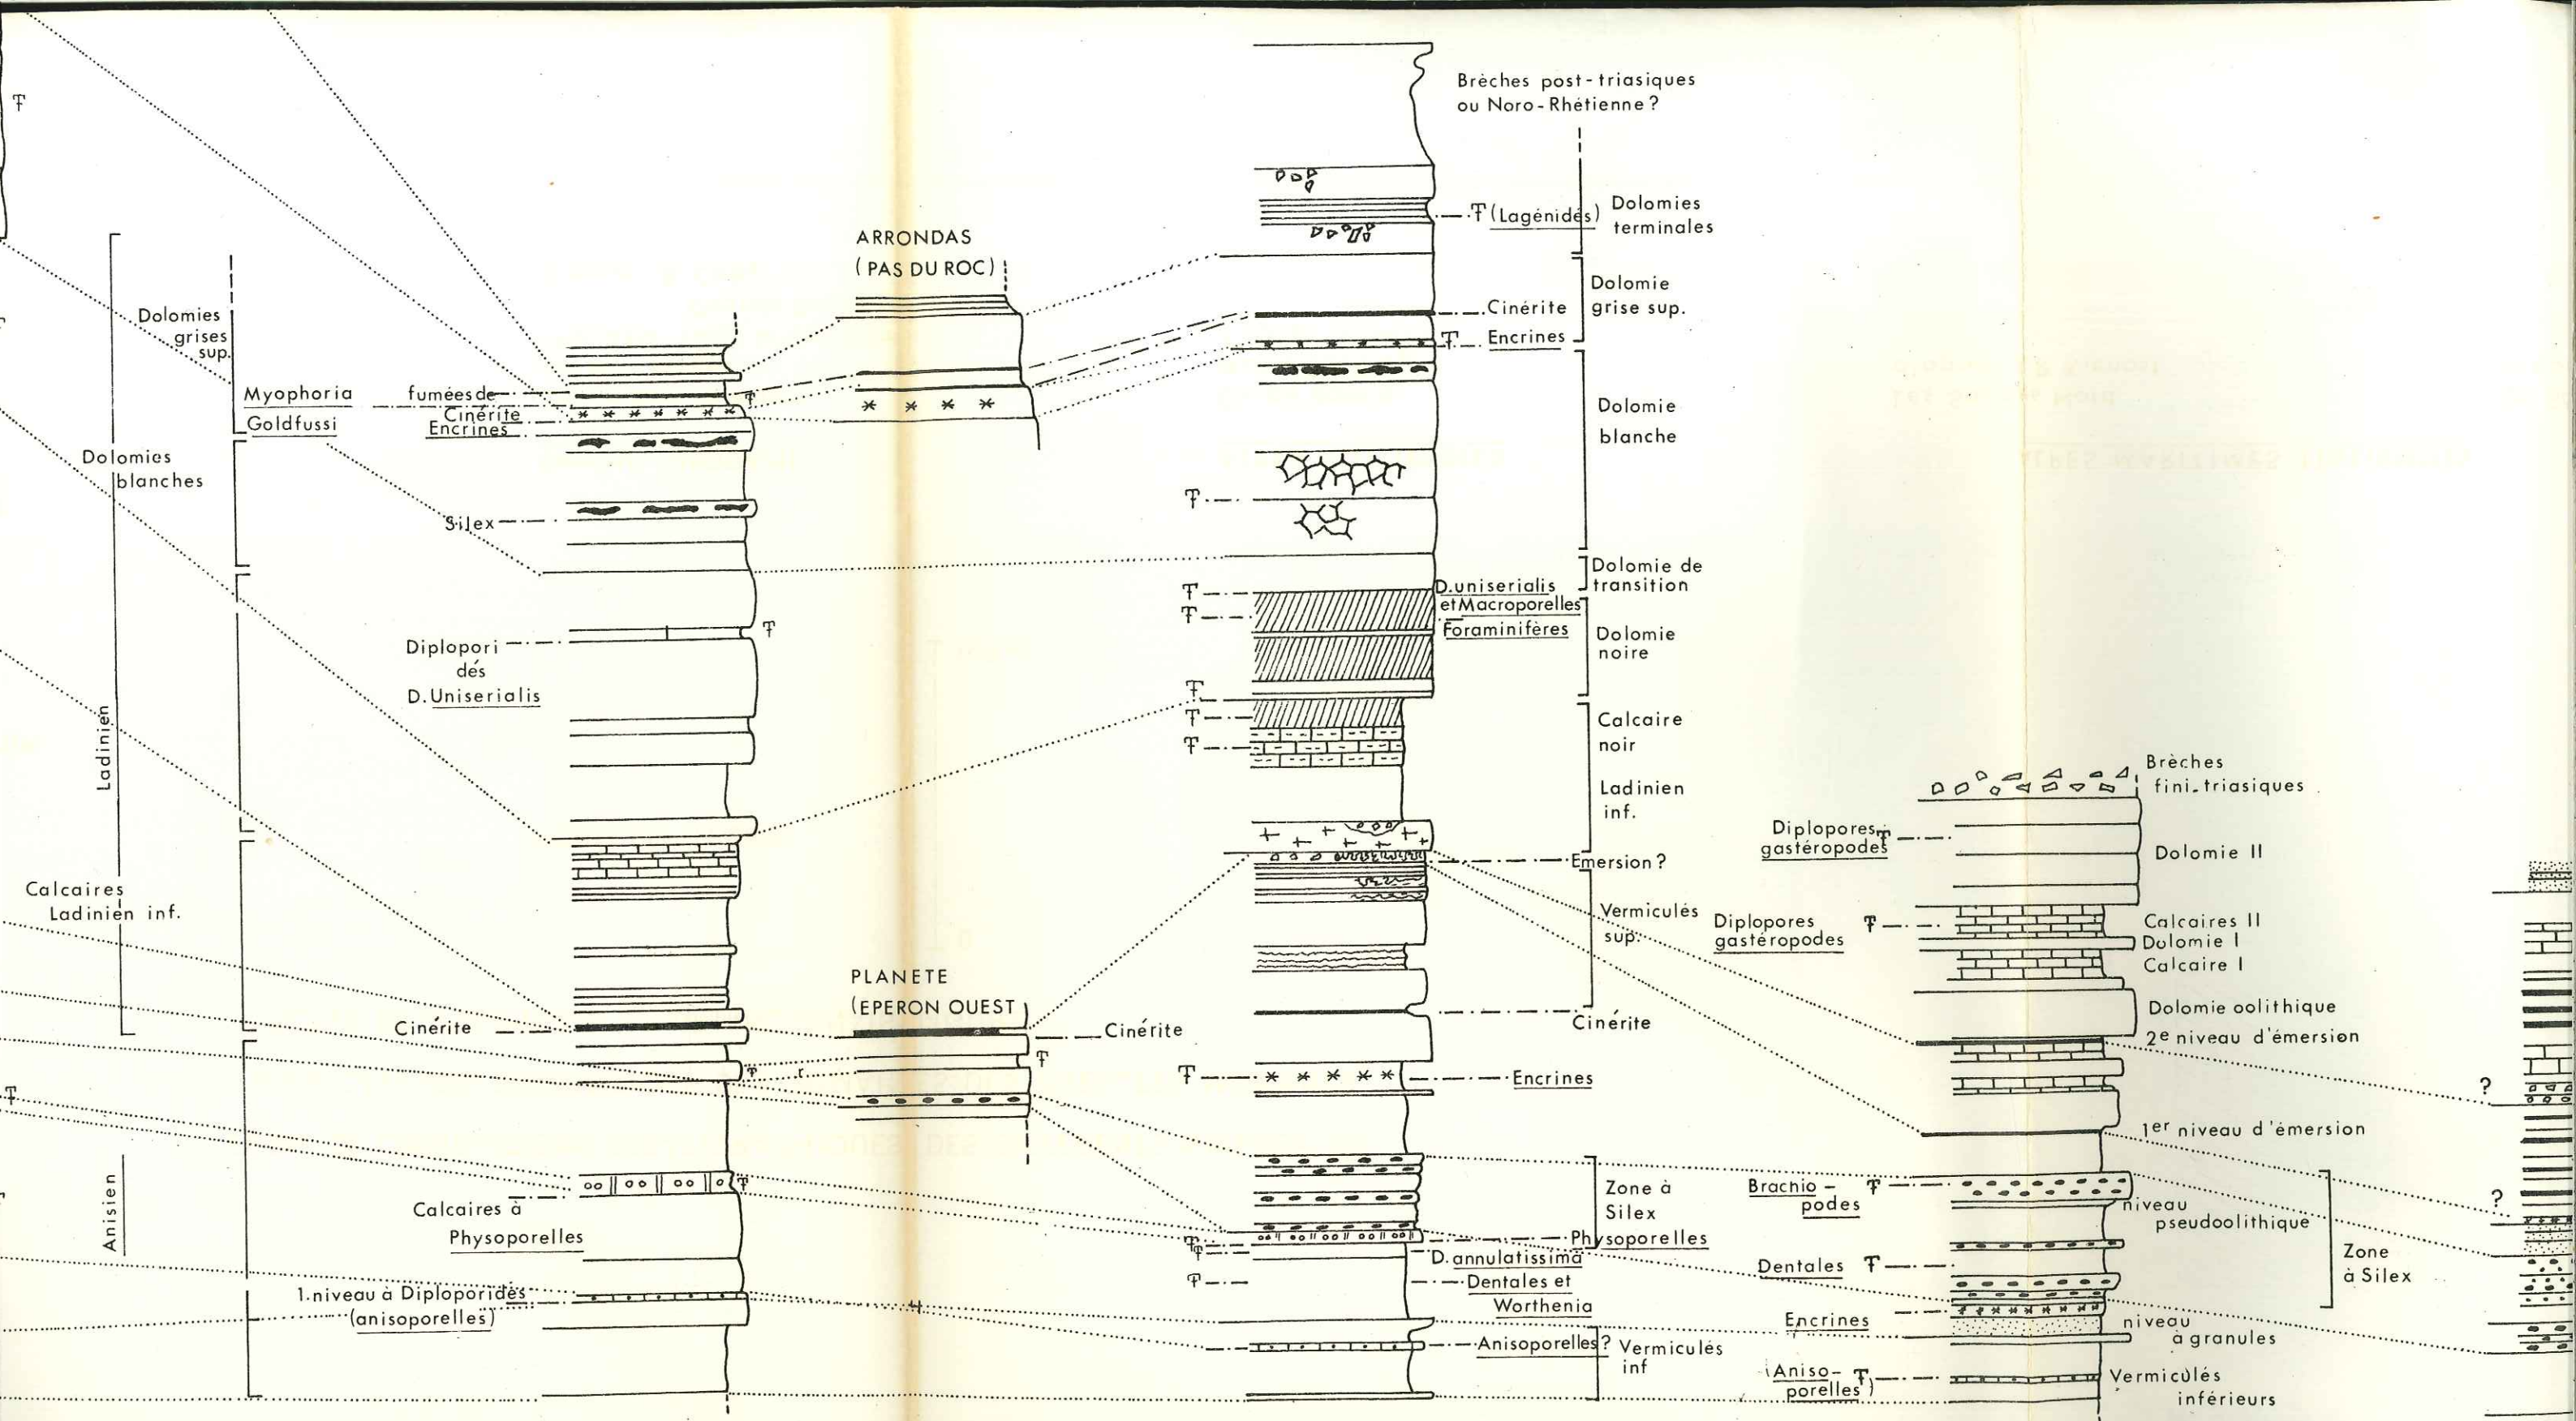 Dolomies
grises
sup.
Myophoria
Goldfussi
fumées de
Cinérite
Encrines
Dolomies
blanches
Silex
Diplopori
dés
D.Uniserialis
Ladinien
Calcaires
Ladinien inf.
Cinérite
Anisien
Calcaires à
Physoporelles
1.niveau à Diploporidés
(anisoporelles)
ARRONDAS
( PAS DU ROC )
PLANETE
(EPERON OUEST
Cinérite
r
Brèches post-triasiques
ou Noro-Rhétienne ?
(Lagénidés)
Dolomies
terminales
Dolomie
grise sup.
Cinérite
Encrines
Dolomie
blanche
Dolomie de
transition
D.uniserialis
et Macroporelles
Foraminifères
Dolomie
noire
Calcaire
noir
Ladinien
inf.
Emersion ?
Vermiculés
sup.
Cinérite
Encrines
Zone à
Silex
Physoporelles
D. annulatissima
Dentales et
Worthenia
Anisoporelles?
Vermiculés
inf
Brèches
fini-triasiques
Diplopores
gastéropodes
Dolomie II
Diplopores
gastéropodes
Calcaires II
Dolomie I
Calcaire I
Dolomie oolithique
2e niveau d'émersion
?
1er niveau d'émersion
?
Brachio-
podes
niveau
pseudoolithique
Dentales
Zone
à Silex
Encrines
niveau
à granules
(Aniso-
porelles)
Vermiculés
inférieurs